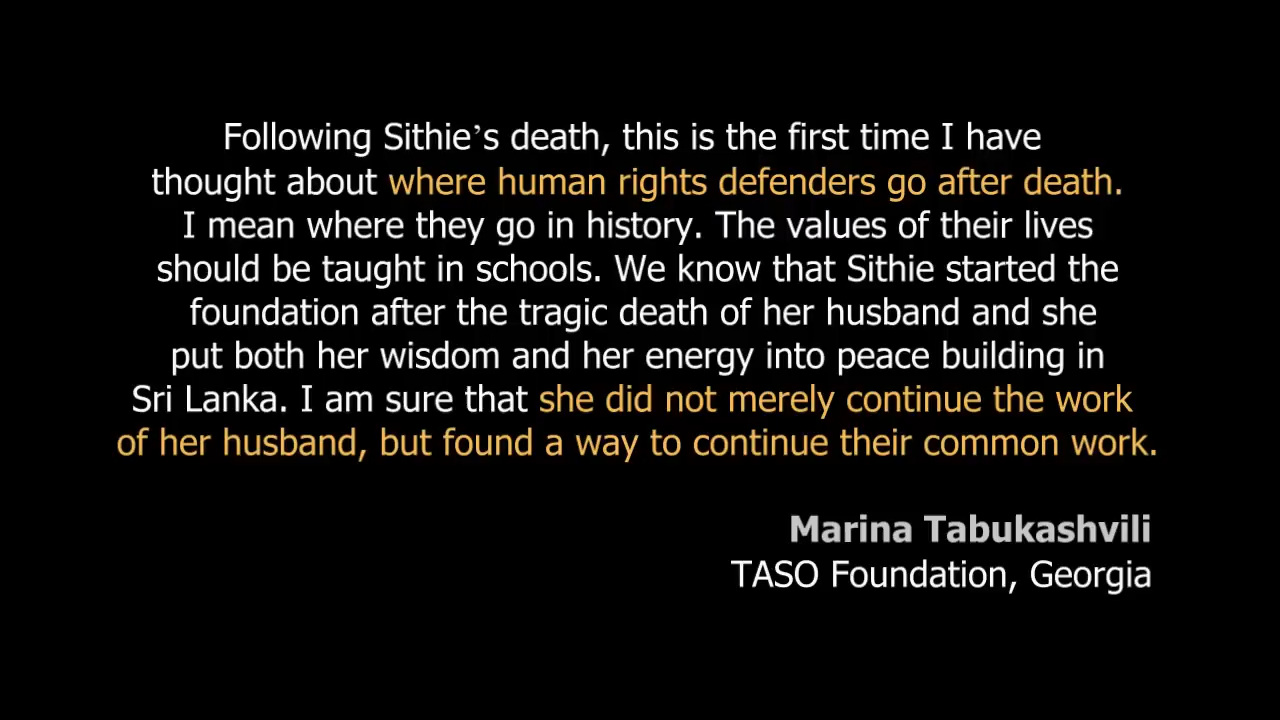 Following Sithie’s death, this is the first time I have
thought about where human rights defenders go after death.
I mean where they go in history. The values of their lives
should be taught in schools. We know that Sithie started the
foundation after the tragic death of her husband and she
put both her wisdom and her energy into peace building in
Sri Lanka. I am sure that she did not merely continue the work
of her husband, but found a way to continue their common work.
Marina Tabukashvili
TASO Foundation, Georgia